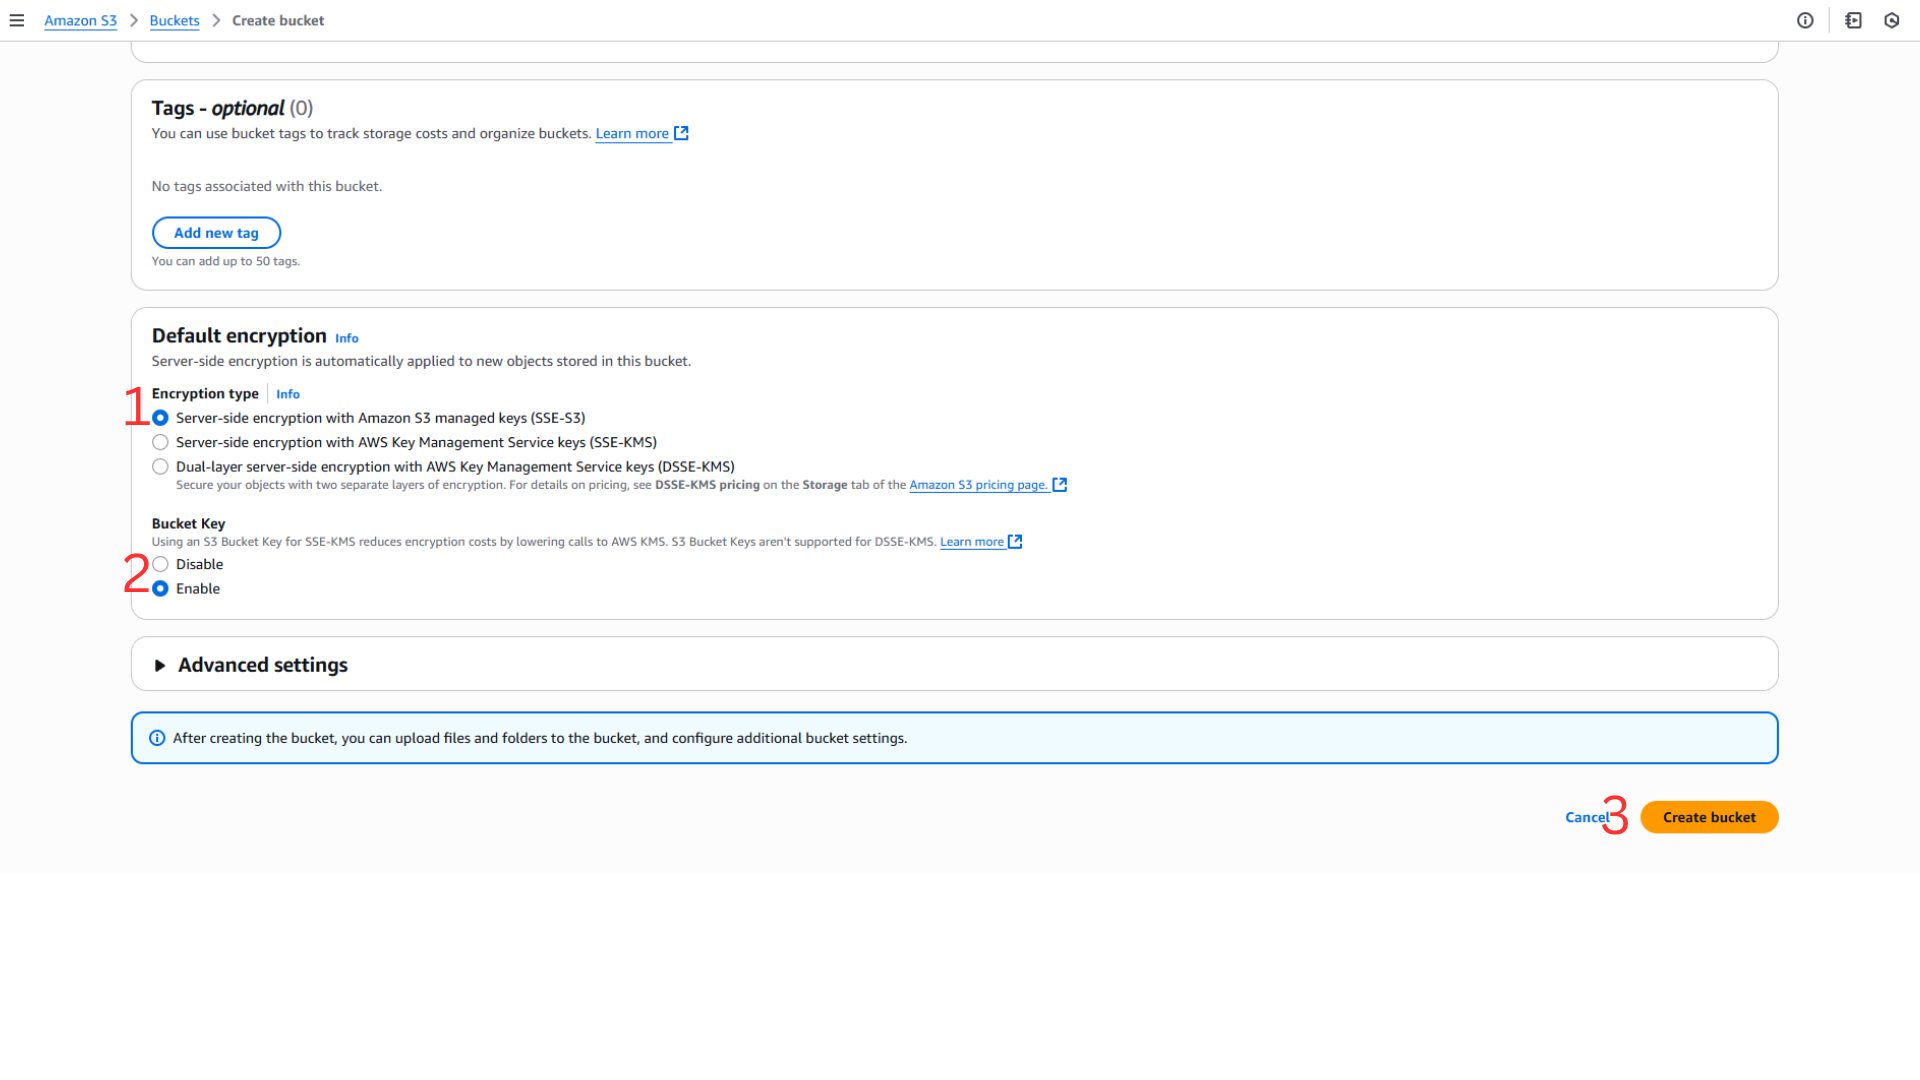 Amazon S3 > Buckets > Create bucket
Tags - optional (0)
You can use bucket tags to track storage costs and organize buckets. Learn more
No tags associated with this bucket.
Add new tag
You can add up to 50 tags.
Default encryption Info
Server-side encryption is automatically applied to new objects stored in this bucket.
Encryption type Info
1
Server-side encryption with Amazon S3 managed keys (SSE-S3)
Server-side encryption with AWS Key Management Service keys (SSE-KMS)
Dual-layer server-side encryption with AWS Key Management Service keys (DSSE-KMS)
Secure your objects with two separate layers of encryption. For details on pricing, see DSSE-KMS pricing on the Storage tab of the Amazon S3 pricing page.
Bucket Key
Using an S3 Bucket Key for SSE-KMS reduces encryption costs by lowering calls to AWS KMS. S3 Bucket Keys aren't supported for DSSE-KMS. Learn more
2
Disable
Enable
Advanced settings
After creating the bucket, you can upload files and folders to the bucket, and configure additional bucket settings.
Cancel 3 Create bucket